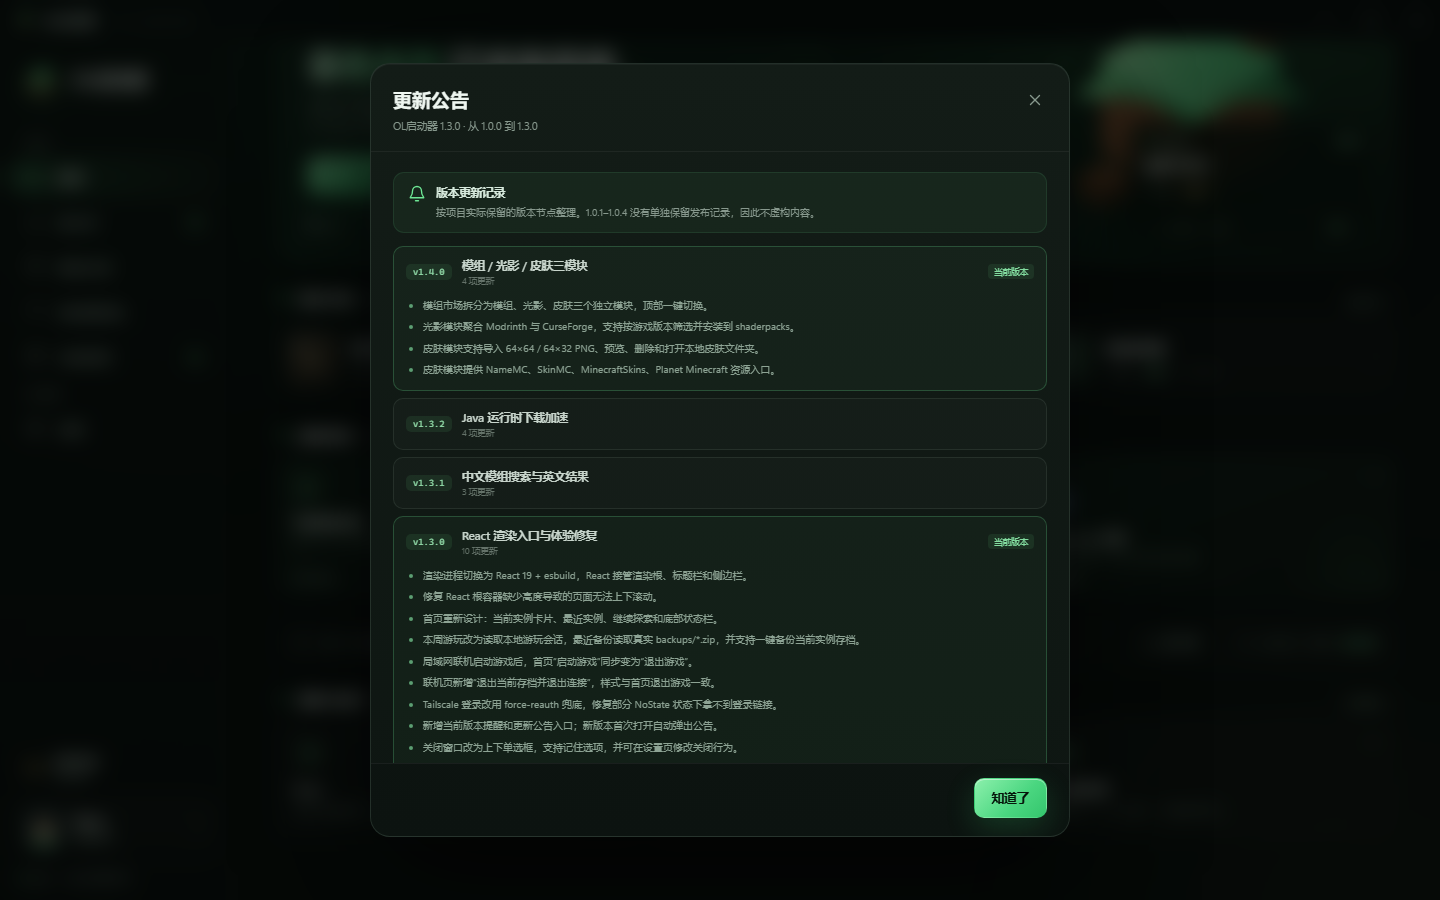 更新公告
OL启动器 1.3.0 · 从 1.0.0 到 1.3.0
版本更新记录
按项目实际保留的版本节点整理。1.0.1–1.0.4 没有单独保留发布记录，因此不虚构内容。
v1.4.0
模组 / 光影 / 皮肤三模块
4 项更新
当前版本
模组市场拆分为模组、光影、皮肤三个独立模块，顶部一键切换。
光影模块聚合 Modrinth 与 CurseForge，支持按游戏版本筛选并安装到 shaderpacks。
皮肤模块支持导入 64×64 / 64×32 PNG、预览、删除和打开本地皮肤文件夹。
皮肤模块提供 NameMC、SkinMC、MinecraftSkins、Planet Minecraft 资源入口。
v1.3.2
Java 运行时下载加速
4 项更新
v1.3.1
中文模组搜索与英文结果
3 项更新
v1.3.0
React 渲染入口与体验修复
10 项更新
当前版本
渲染进程切换为 React 19 + esbuild，React 接管渲染根、标题栏和侧边栏。
修复 React 根容器缺少高度导致的页面无法上下滚动。
首页重新设计：当前实例卡片、最近实例、继续探索和底部状态栏。
本周游玩改为读取本地游玩会话，最近备份读取真实 backups/*.zip，并支持一键备份当前实例存档。
局域网联机启动游戏后，首页“启动游戏”同步变为“退出游戏”。
联机页新增“退出当前存档并退出连接”，样式与首页退出游戏一致。
Tailscale 登录改用 force-reauth 兜底，修复部分 NoState 状态下拿不到登录链接。
新增当前版本提醒和更新公告入口；新版本首次打开自动弹出公告。
关闭窗口改为上下单选框，支持记住选项，并可在设置页修改关闭行为。
知道了